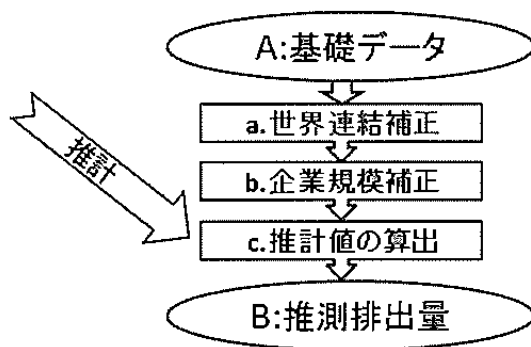 A:基礎データ
a.世界連結補正
推計
b.企業規模補正
c.推計値の算出
B:推測排出量